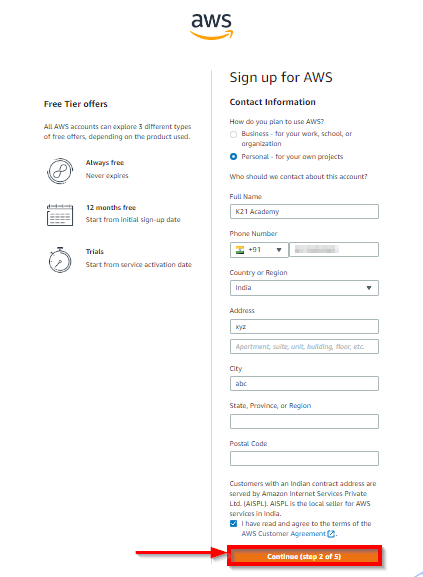 aws
Free Tier offers
All AWS accounts can explore 3 different types
of free offers, depending on the product used.
Always free
Never expires
12 months free
Start from initial sign-up date
Trials
Start from service activation date
Sign up for AWS
Contact Information
How do you plan to use AWS?
Business - for your work, school, or
organization
Personal - for your own projects
Who should we contact about this account?
Full Name
K21 Academy
Phone Number
+91
Country or Region
India
Address
xyz
Apartment, suite, unit, building, floor, etc.
City
abc
State, Province, or Region
Postal Code
Customers with an Indian contract address are
served by Amazon Internet Services Private
Ltd. (AISPL). AISPL is the local seller for AWS
services in India.
I have read and agree to the terms of the
AWS Customer Agreement.
Continue (step 2 of 5)